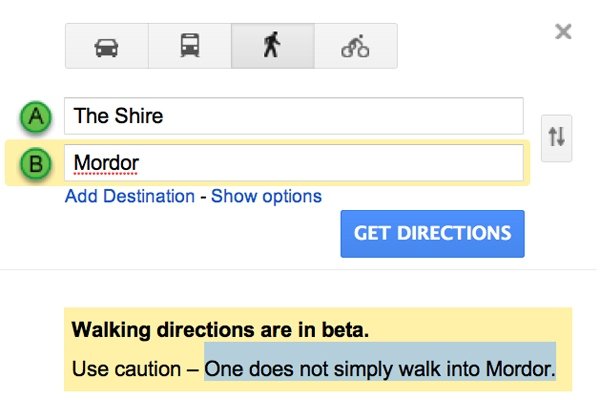 A
The Shire
B
Mordor
Add Destination - Show options
GET DIRECTIONS
Walking directions are in beta.
Use caution – One does not simply walk into Mordor.